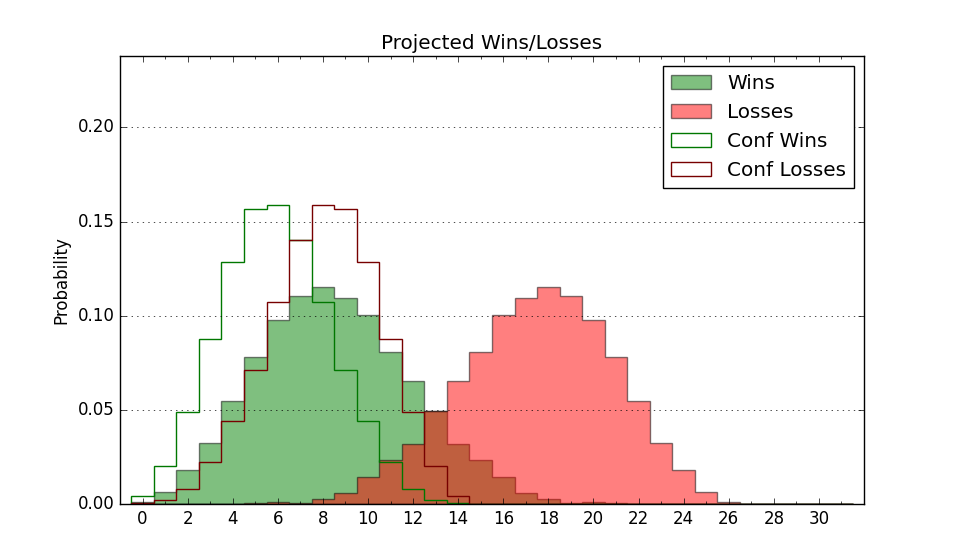 Projected Wins/Losses
Wins
Losses
Conf Wins
Conf Losses
Probability
0.20
0.15
0.10
0.05
0.00
0 2 4 6 8 10 12 14 16 18 20 22 24 26 28 30